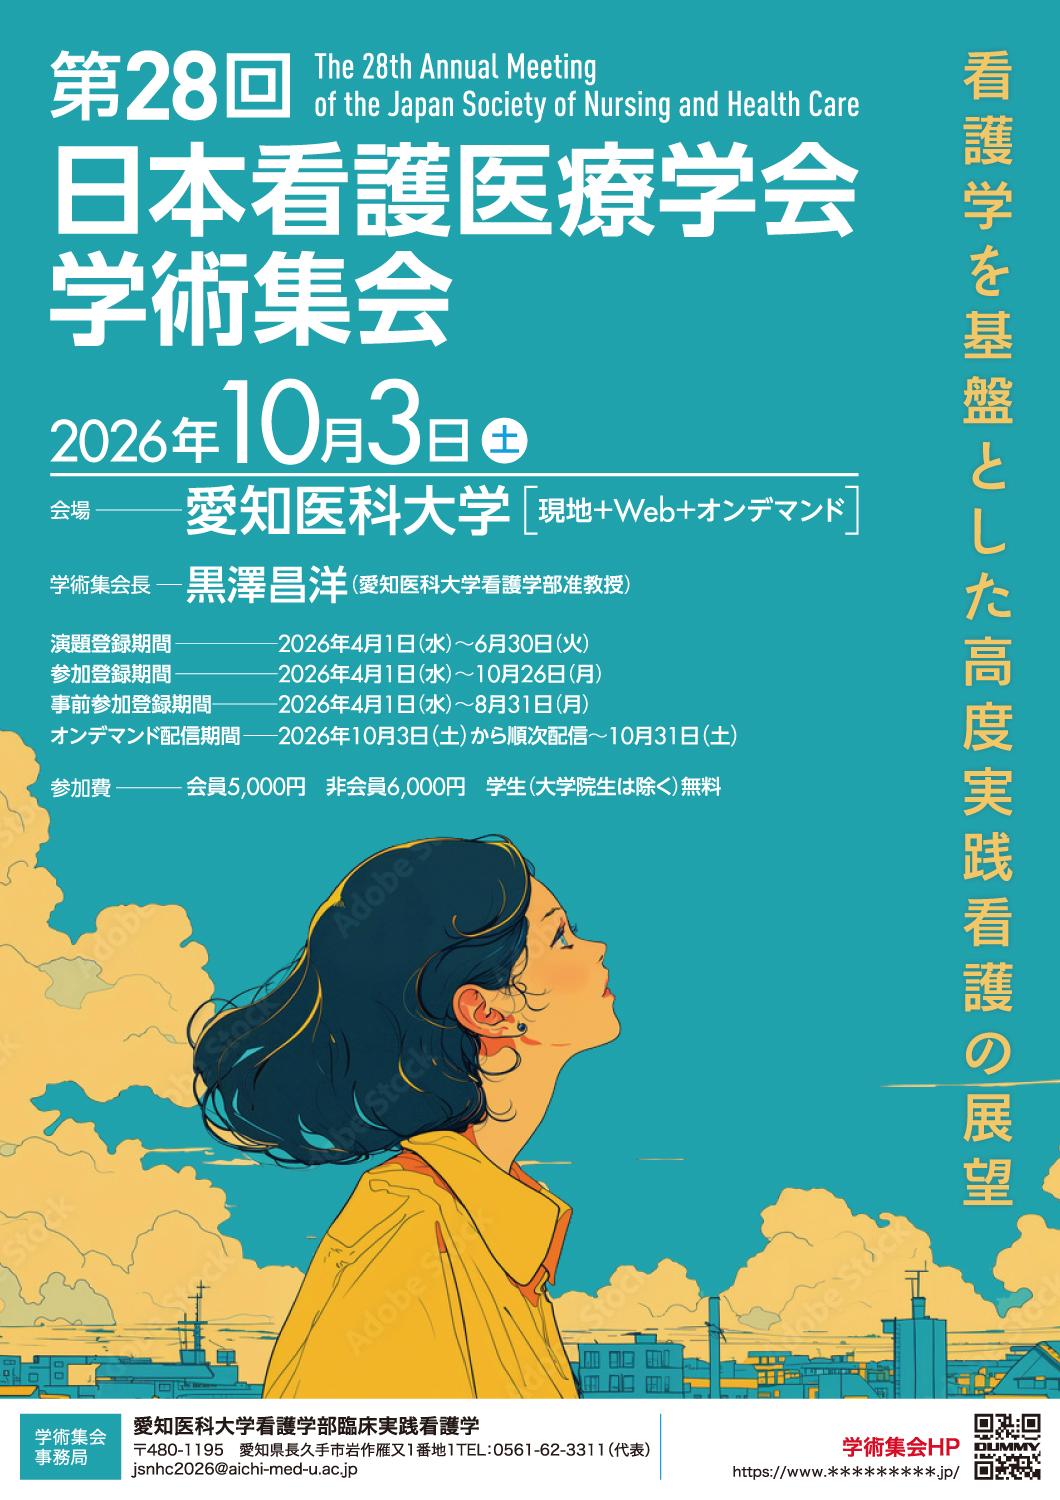 第28回
The 28th Annual Meeting
of the Japan Society of Nursing and Health Care
日本看護医療学会
学術集会
2026年10月3日(土)
会場 愛知医科大学［現地+Web+オンデマンド］
学術集会長 黒澤昌洋(愛知医科大学看護学部准教授)
演題登録期間 2026年4月1日(水)～6月30日(火)
参加登録期間 2026年4月1日(水)～10月26日(月)
事前参加登録期間 2026年4月1日(水)～8月31日(月)
オンデマンド配信期間 2026年10月3日(土)から順次配信～10月31日(土)
参加費 会員5,000円 非会員6,000円 学生(大学院生は除く)無料
看護学を基盤とした高度実践看護の展望
Adobe Stock
学術集会
事務局
愛知医科大学看護学部臨床実践看護学
〒480-1195 愛知県長久手市岩作雁又1番地1TEL:0561-62-3311(代表)
jsnhc2026@aichi-med-u.ac.jp
学術集会HP
https://www.*********.jp/
DUMMY